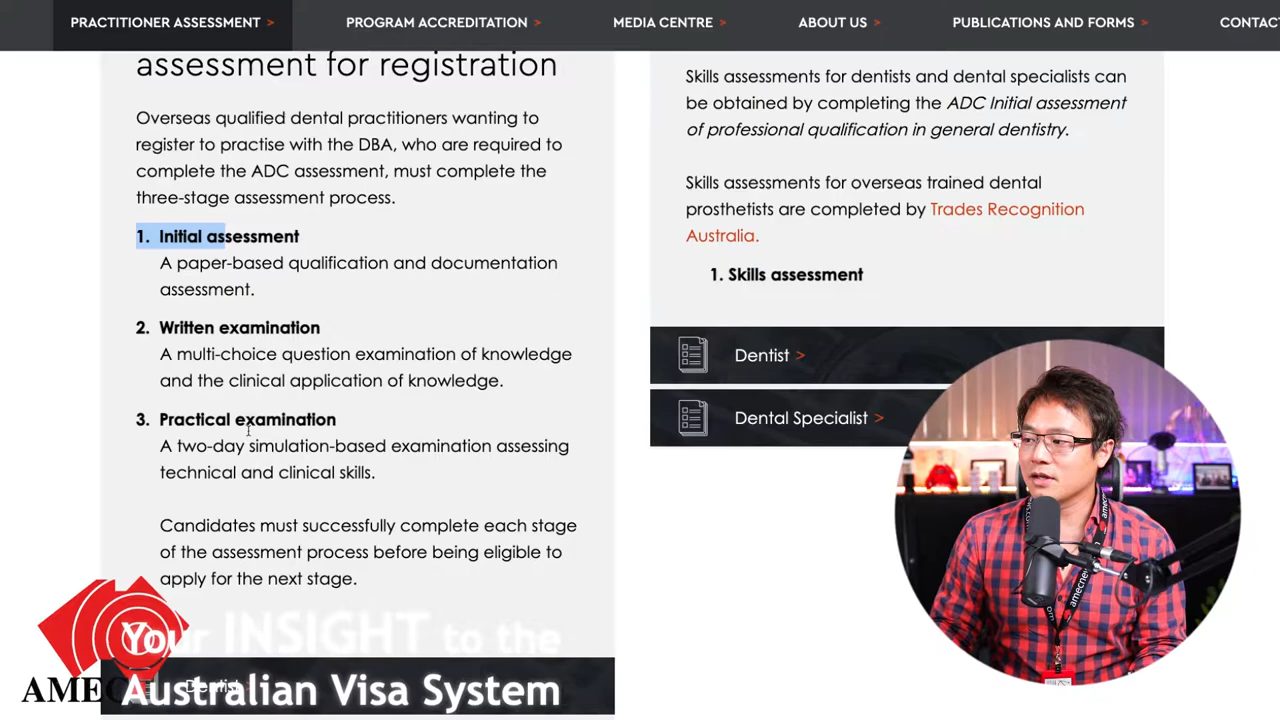 PRACTITIONER ASSESSMENT >
PROGRAM ACCREDITATION >
MEDIA CENTRE >
ABOUT US >
PUBLICATIONS AND FORMS >
CONTACT
assessment for registration
Overseas qualified dental practitioners wanting to
register to practise with the DBA, who are required to
complete the ADC assessment, must complete the
three-stage assessment process.
1. Initial assessment
A paper-based qualification and documentation
assessment.
2. Written examination
A multi-choice question examination of knowledge
and the clinical application of knowledge.
3. Practical examination
A two-day simulation-based examination assessing
technical and clinical skills.
Candidates must successfully complete each stage
of the assessment process before being eligible to
apply for the next stage.
Dentist >
Skills assessments for dentists and dental specialists can
be obtained by completing the ADC Initial assessment
of professional qualification in general dentistry.
Skills assessments for overseas trained dental
prosthetists are completed by Trades Recognition
Australia.
1. Skills assessment
Dentist >
Dental Specialist >
Your INSIGHT to the
Australian Visa System